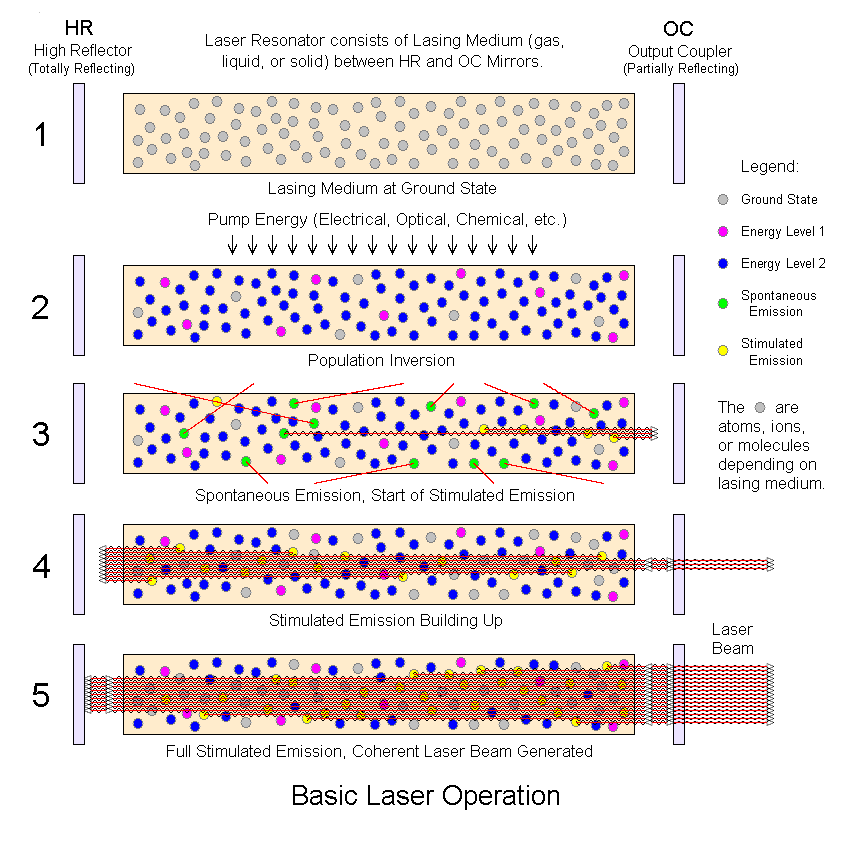 HR
High Reflector
(Totally Reflecting)
Laser Resonator consists of Lasing Medium (gas,
liquid, or solid) between HR and OC Mirrors.
OC
Output Coupler
(Partially Reflecting)
1
Lasing Medium at Ground State
Pump Energy (Electrical, Optical, Chemical, etc.)
2
Population Inversion
3
Spontaneous Emission, Start of Stimulated Emission
4
Stimulated Emission Building Up
5
Full Stimulated Emission, Coherent Laser Beam Generated
Legend:
Ground State
Energy Level 1
Energy Level 2
Spontaneous
Emission
Stimulated
Emission
The are
atoms, ions,
or molecules
depending on
lasing medium.
Laser
Beam
Basic Laser Operation